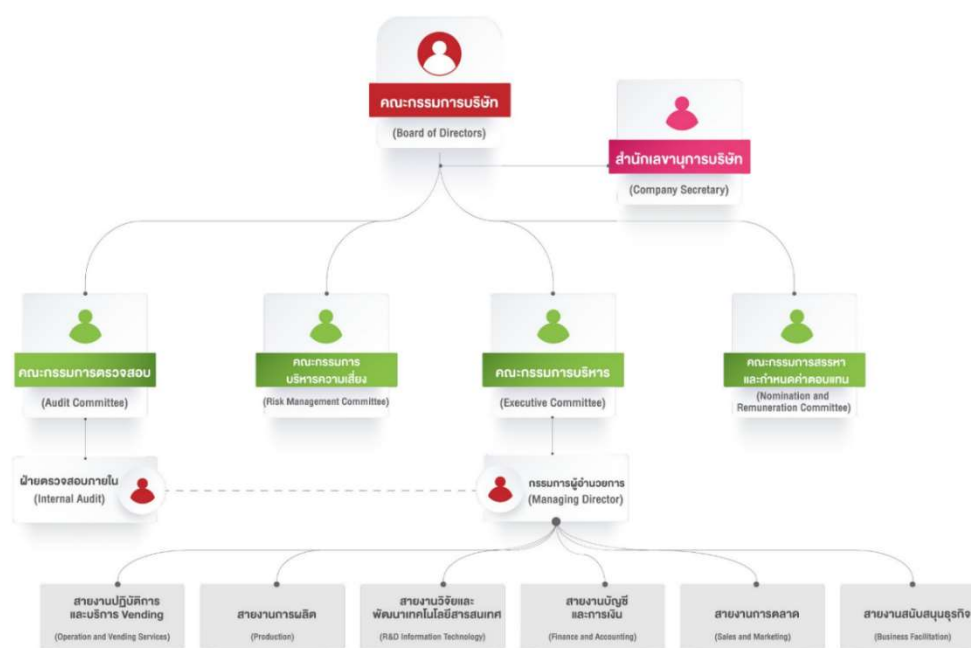 คณะกรรมการบริษัท
(Board of Directors)
สำนักเลขานุการบริษัท
(Company Secretary)
คณะกรรมการตรวจสอบ
(Audit Committee)
คณะกรรมการ
บริหารความเสี่ยง
(Risk Management Committee)
คณะกรรมการบริหาร
(Executive Committee)
คณะกรรมการสรรหา
และกำหนดค่าตอบแทน
(Nomination and
Remuneration Committee)
ฝ่ายตรวจสอบภายใน
(Internal Audit)
กรรมการผู้อำนวยการ
(Managing Director)
สายงานปฏิบัติการ
และบริการ Vending
(Operation and Vending Services)
สายงานการผลิต
(Production)
สายงานวิจัยและ
พัฒนาเทคโนโลยีสารสนเทศ
(R&D Information Technology)
สายงานบัญชี
และการเงิน
(Finance and Accounting)
สายงานการตลาด
(Sales and Marketing)
สายงานสนับสนุนธุรกิจ
(Business Facilitation)